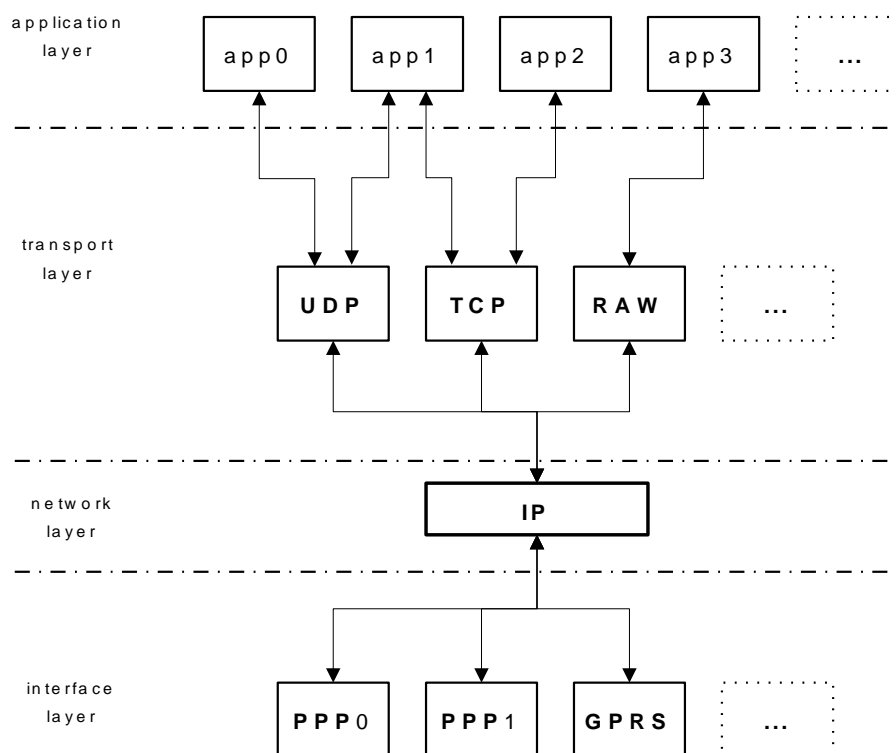 application
layer
app0 app1 app2 app3 ...
transport
layer
UDP TCP RAW ...
network
layer
IP
interface
layer
PPP0 PPP1 GPRS ...